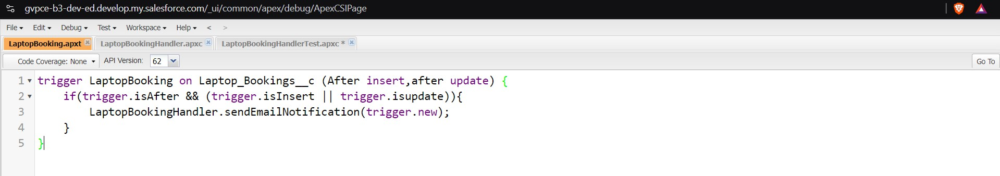 gvpce-b3-dev-ed.develop.my.salesforce.com/_ui/common/apex/debug/ApexCSIPage
File Edit Debug Test Workspace Help < >
LaptopBooking.apxt LaptopBookingHandler.apxc LaptopBookingHandlerTest.apxc *
Code Coverage: None API Version: 62 Go To
1 trigger LaptopBooking on Laptop_Bookings__c (After insert,after update) {
2 if(trigger.isAfter && (trigger.isInsert || trigger.isupdate)){
3 LaptopBookingHandler.sendEmailNotification(trigger.new);
4 }
5 }